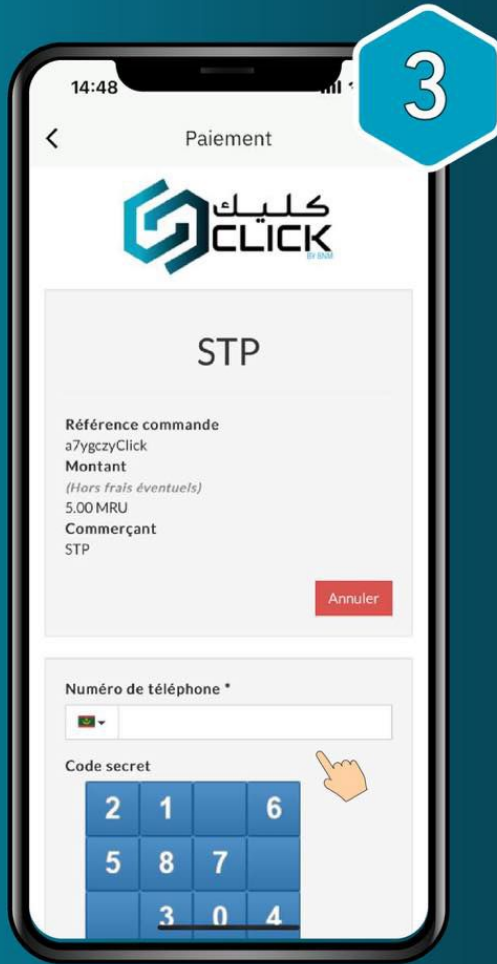 3
14:48
Paiement
كليك
CLICK
BY BNM
STP
Référence commande
a7ygczyClick
Montant
(Hors frais éventuels)
5.00 MRU
Commerçant
STP
Annuler
Numéro de téléphone *
Code secret
2 1 6
5 8 7
3 0 4